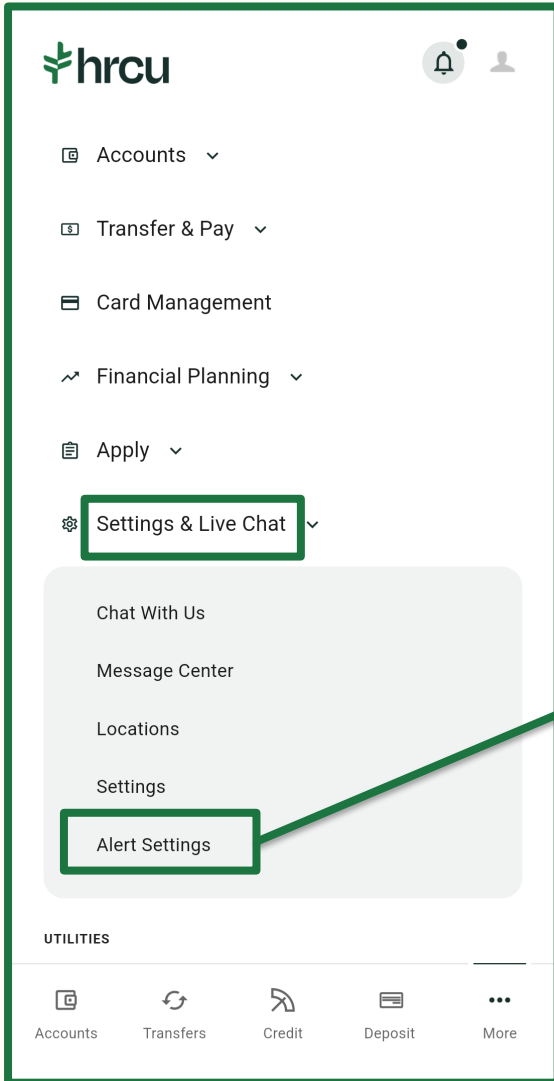 hrcu
Accounts
Transfer & Pay
Card Management
Financial Planning
Apply
Settings & Live Chat
Chat With Us
Message Center
Locations
Settings
Alert Settings
UTILITIES
Accounts Transfers Credit Deposit More